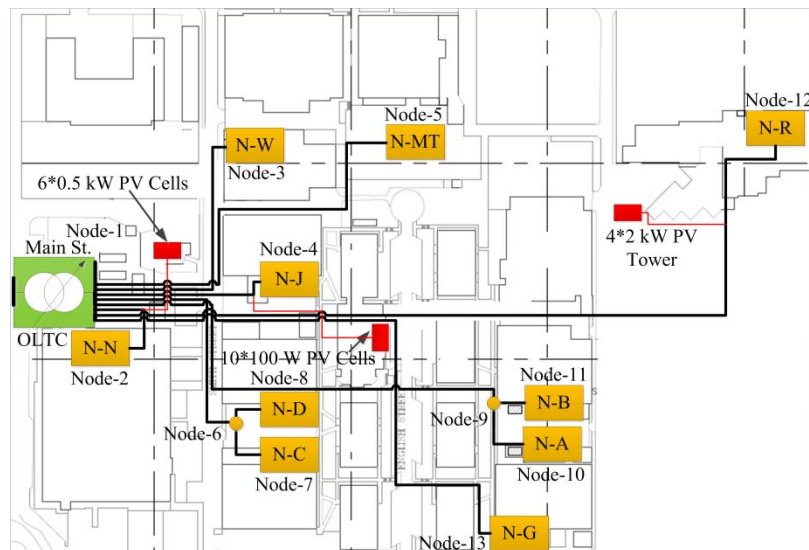 Node-12
N-R
Node-5
N-MT
N-W
Node-3
6*0.5 kW PV Cells
Node-1
Main St.
Node-4
N-J
4*2 kW PV
Tower
OLTC
N-N
Node-2
10*100 W PV Cells
Node-8
N-D
Node-6
N-C
Node-7
ENGLISH STREET
Node-11
N-B
Node-9
N-A
Node-10
N-G
Node-13